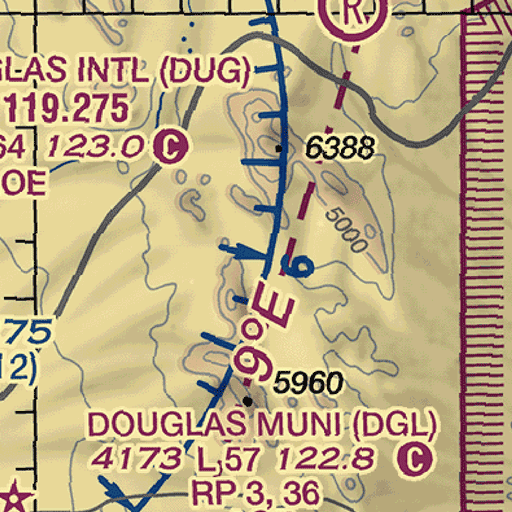 R
GLAS INTL (DUG)
119.275
64 123.0 C
OE
6388
5000
6
9°E
75
12)
5960
DOUGLAS MUNI (DGL)
4173 L 57 122.8 C
RP 3, 36